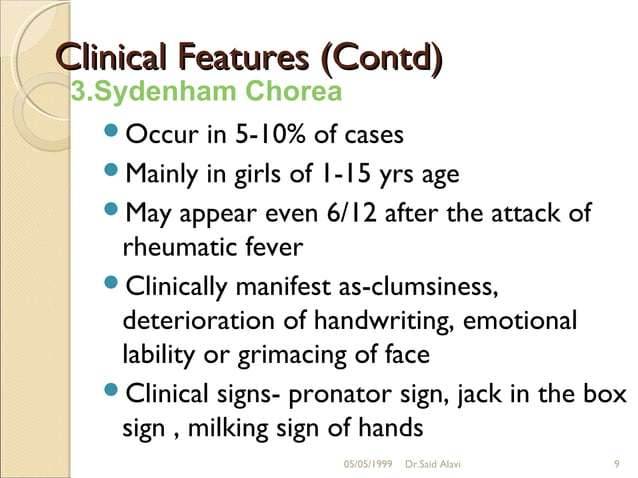 Clinical Features (Contd)
3.Sydenham Chorea
Occur in 5-10% of cases
Mainly in girls of 1-15 yrs age
May appear even 6/12 after the attack of
rheumatic fever
Clinically manifest as-clumsiness,
deterioration of handwriting, emotional
lability or grimacing of face
Clinical signs- pronator sign, jack in the box
sign , milking sign of hands
05/05/1999 Dr.Said Alavi 9